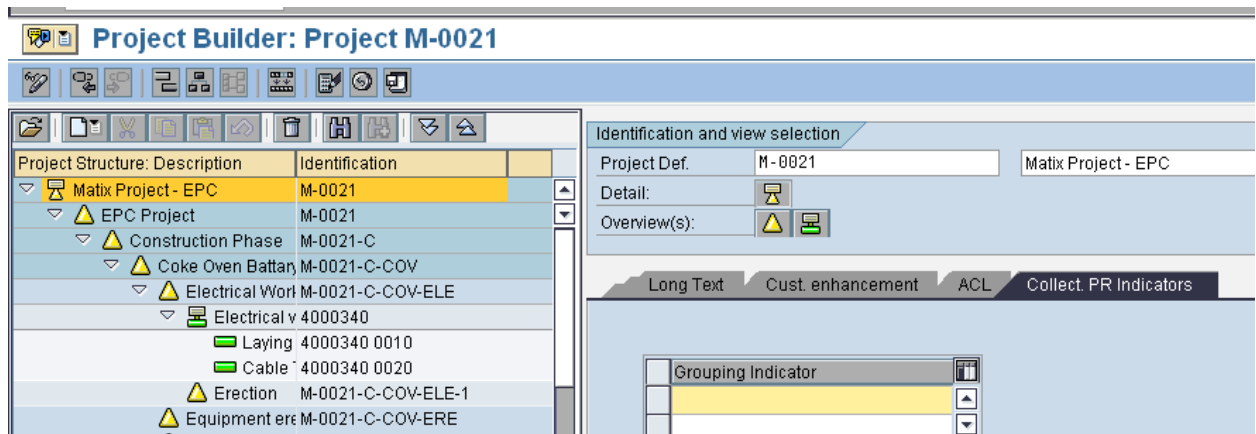 Project Builder: Project M-0021
Identification and view selection
Project Structure: Description Identification
Project Def. M-0021 Matix Project - EPC
Matix Project - EPC M-0021
Detail:
EPC Project M-0021
Overview(s):
Construction Phase M-0021-C
Coke Oven Battary M-0021-C-COV
Long Text Cust. enhancement ACL Collect. PR Indicators
Electrical Work M-0021-C-COV-ELE
Electrical v 4000340
Laying 4000340 0010
Cable 4000340 0020
Grouping Indicator
Erection M-0021-C-COV-ELE-1
Equipment ere M-0021-C-COV-ERE